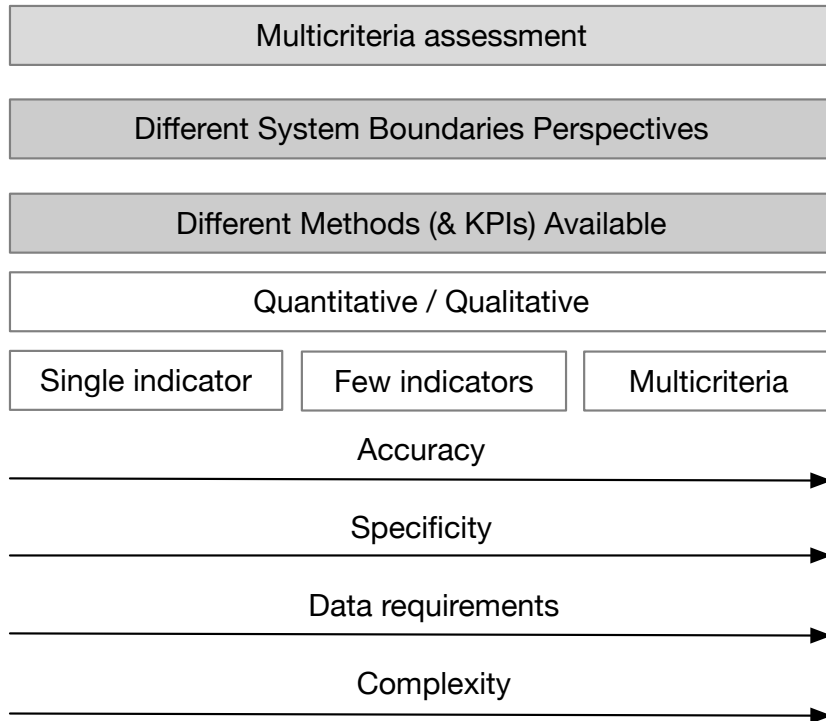 Multicriteria assessment
Different System Boundaries Perspectives
Different Methods (& KPIs) Available
Quantitative / Qualitative
Single indicator
Few indicators
Multicriteria
Accuracy
Specificity
Data requirements
Complexity